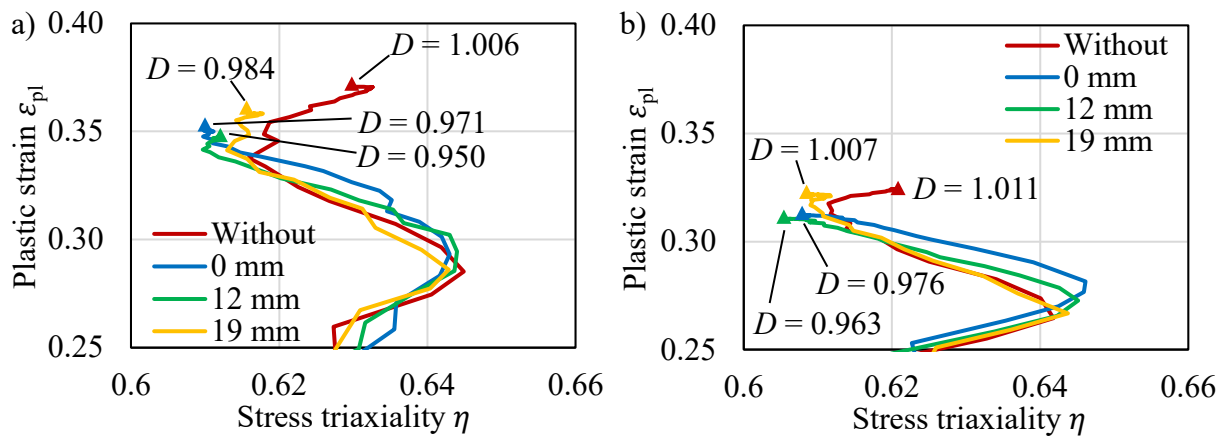 a)
0.40
0.35
0.30
0.25
Plastic strain εpl
D = 1.006
D = 0.984
D = 0.971
D = 0.950
Without
0 mm
12 mm
19 mm
0.6
0.62
0.64
0.66
Stress triaxiality η
b)
0.40
0.35
0.30
0.25
Plastic strain εpl
Without
0 mm
12 mm
19 mm
D = 1.007
D = 1.011
D = 0.976
D = 0.963
0.6
0.62
0.64
0.66
Stress triaxiality η